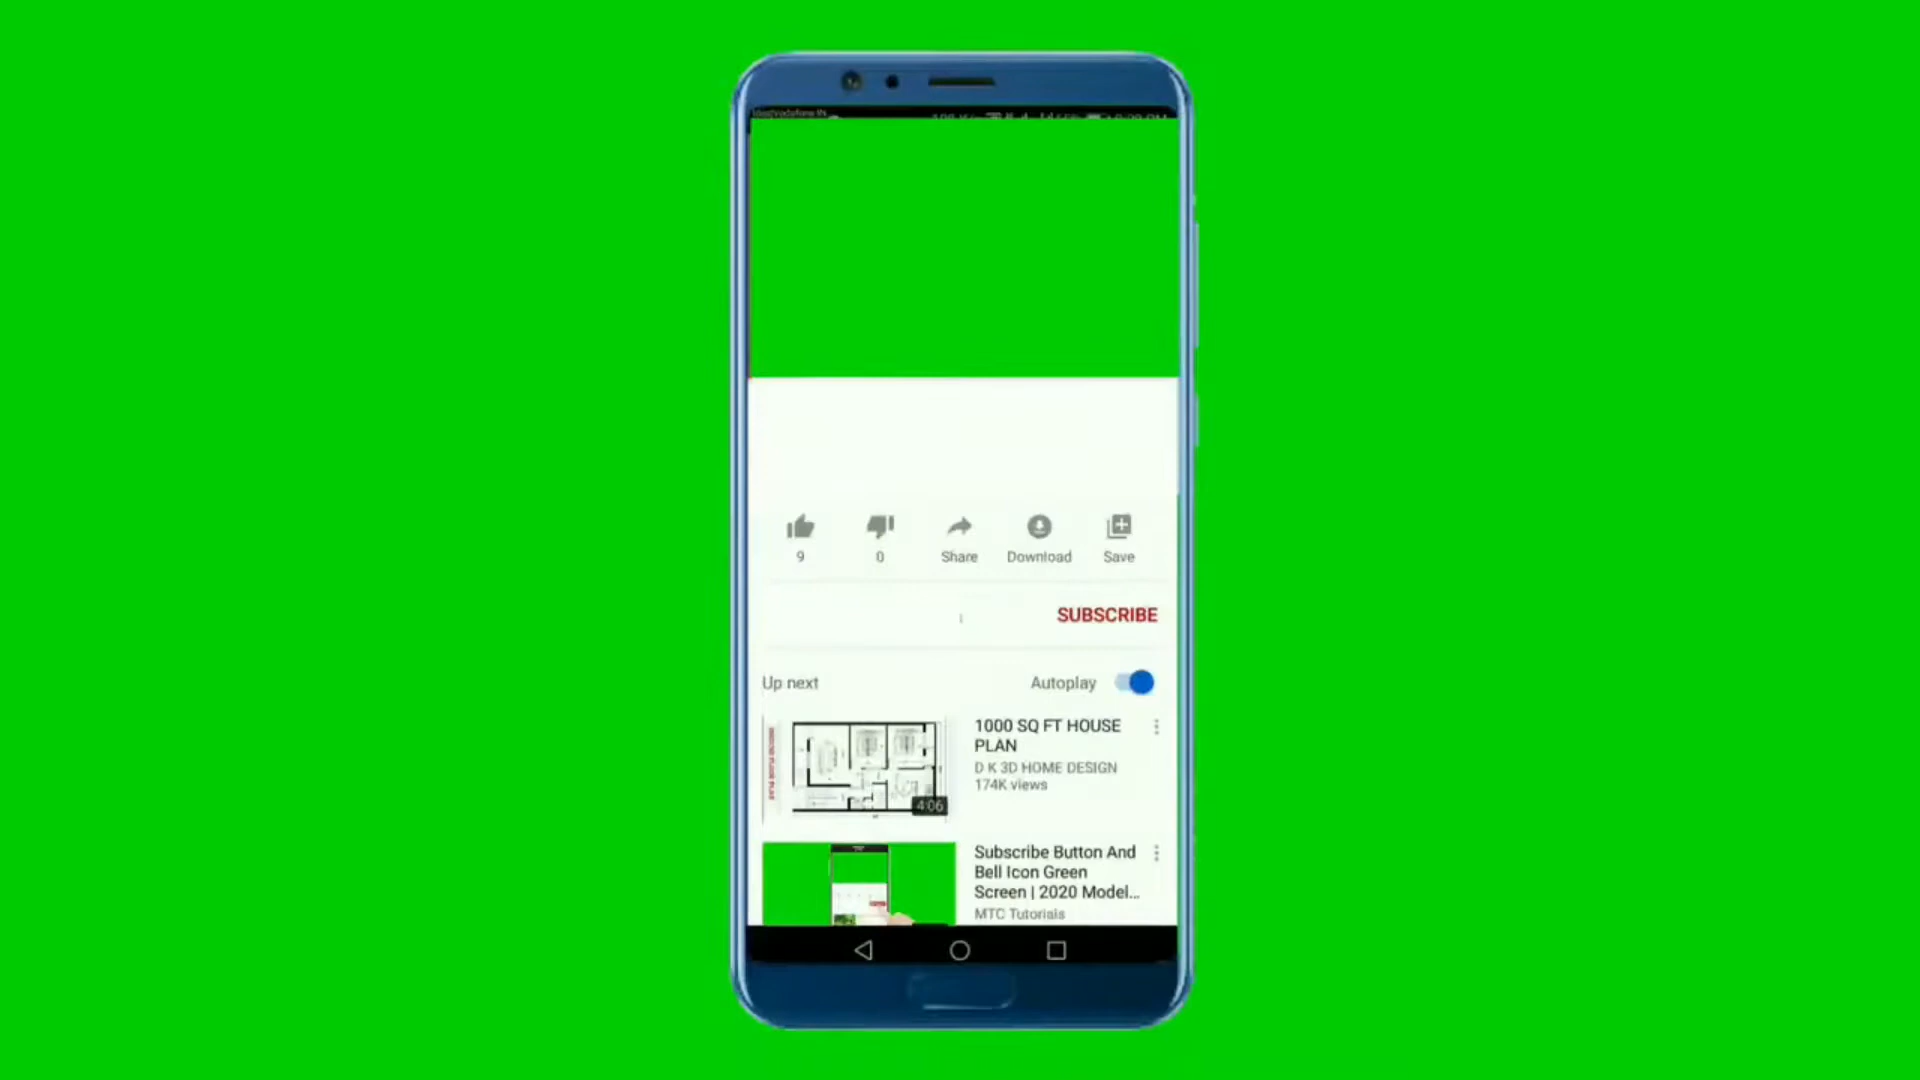 9
0
Share
Download
Save
SUBSCRIBE
Up next
Autoplay
1000 SQ FT HOUSE
PLAN
D K 3D HOME DESIGN
174K views
4:06
Subscribe Button And
Bell Icon Green
Screen | 2020 Model...
MTC Tutorials